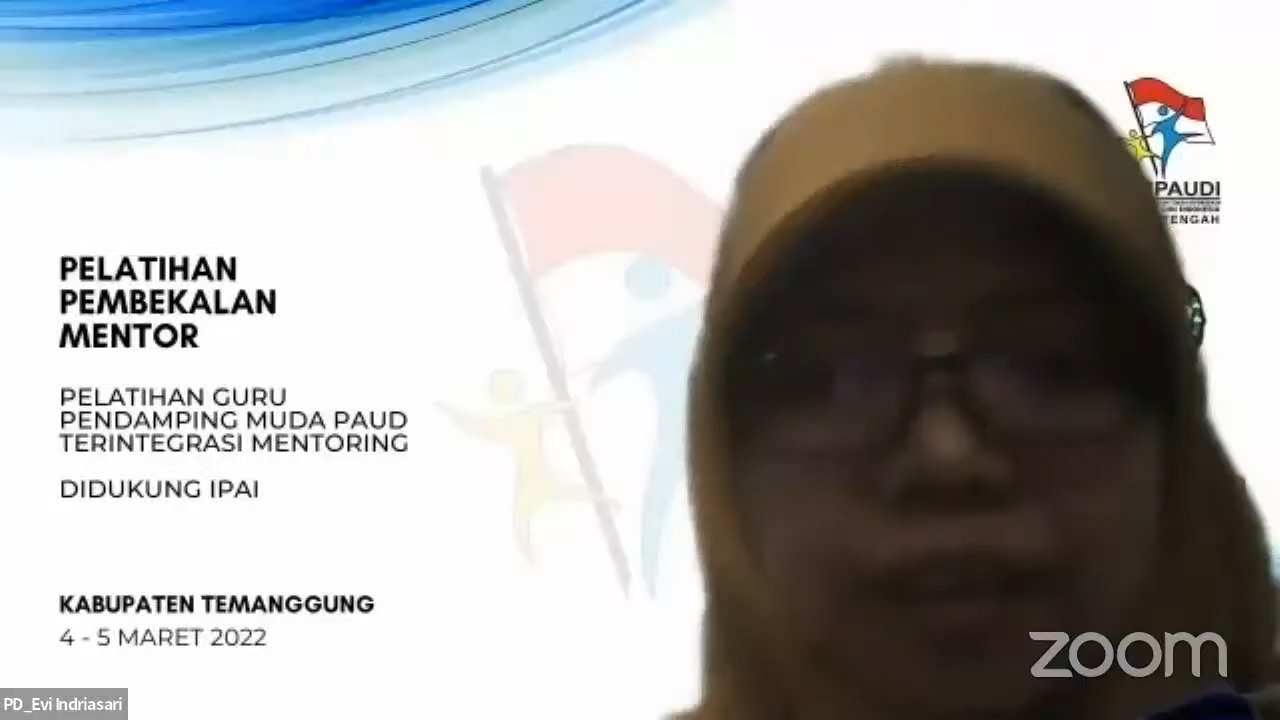 PELATIHAN
PEMBEKALAN
MENTOR
PELATIHAN GURU
PENDAMPING MUDA PAUD
TERINTEGRASI MENTORING
DIDUKUNG IPAI
KABUPATEN TEMANGGUNG
4 - 5 MARET 2022
PAUDI
TENGAH
zoom
PD_Evi Indriasari